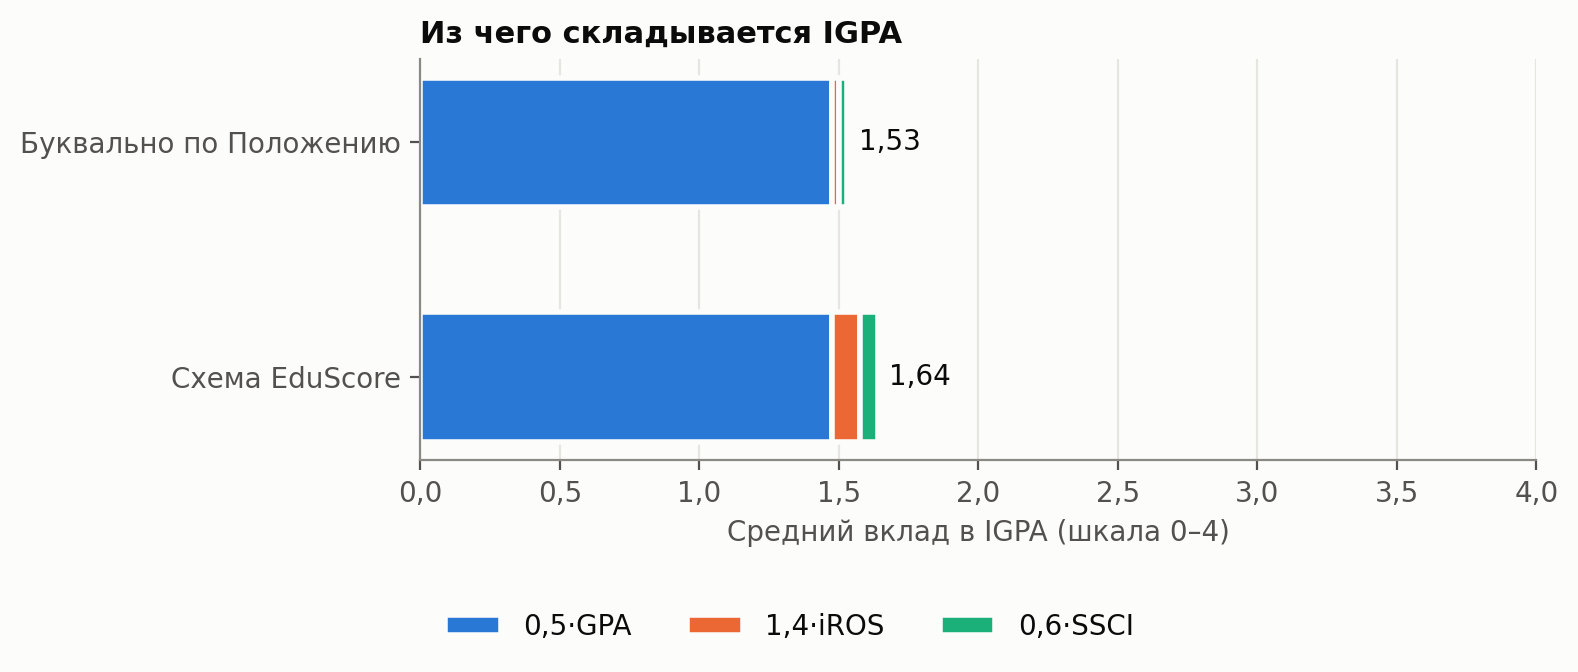 Из чего складывается IGPA
Буквально по Положению
1,53
Схема EduScore
1,64
0,0 0,5 1,0 1,5 2,0 2,5 3,0 3,5 4,0
Средний вклад в IGPA (шкала 0–4)
0,5·GPA 1,4·iROS 0,6·SSCI